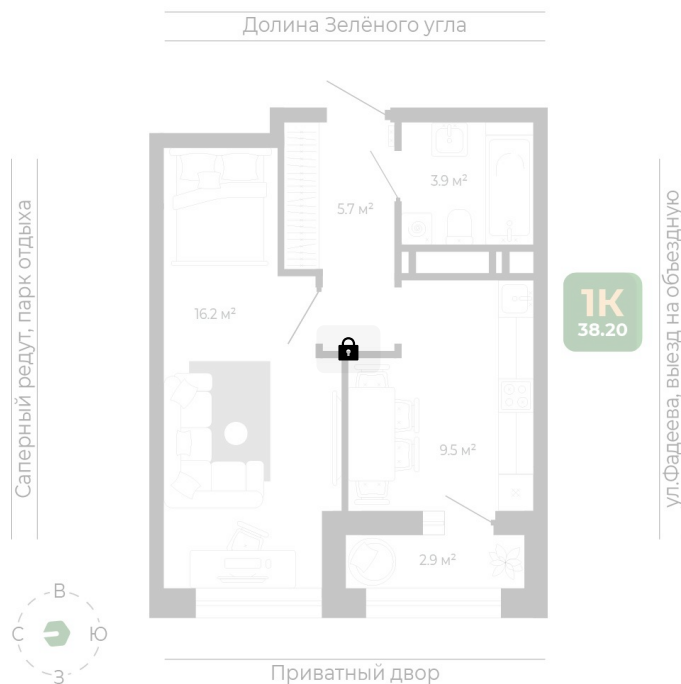 Долина Зелёного угла
3.9 м²
5.7 м²
Саперный редут, парк отдыха
ул.Фадеева, выезд на объездную
16.2 м²
1К
38.20
9.5 м²
2.9 м²
В
С
Ю
З
Приватный двор